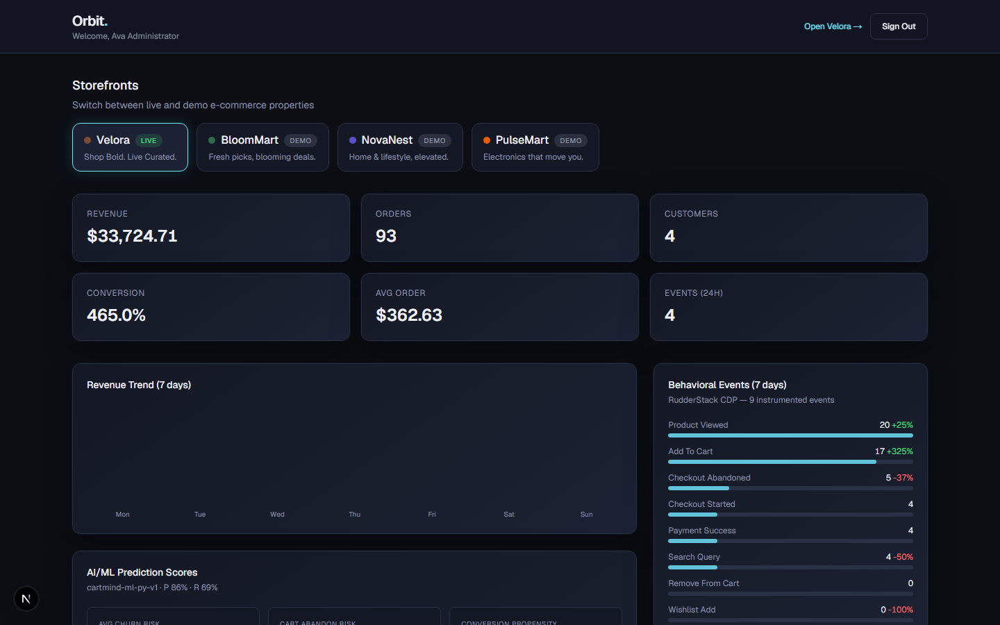 Orbit.
Welcome, Ava Administrator
Open Velora →
Sign Out
Storefronts
Switch between live and demo e-commerce properties
Velora LIVE
Shop Bold. Live Curated.
BloomMart DEMO
Fresh picks, blooming deals.
NovaNest DEMO
Home & lifestyle, elevated.
PulseMart DEMO
Electronics that move you.
REVENUE
$33,724.71
ORDERS
93
CUSTOMERS
4
CONVERSION
465.0%
AVG ORDER
$362.63
EVENTS (24H)
4
Revenue Trend (7 days)
Mon Tue Wed Thu Fri Sat Sun
AI/ML Prediction Scores
cartmind-ml-py-v1 · P 86% · R 69%
AVG CHURN RISK
CART ABANDON RISK
CONVERSION PROPENSITY
Behavioral Events (7 days)
RudderStack CDP — 9 instrumented events
Product Viewed 20 +25%
Add To Cart 17 +325%
Checkout Abandoned 5 -37%
Checkout Started 4
Payment Success 4
Search Query 4 -50%
Remove From Cart 0
Wishlist Add 0 -100%
N